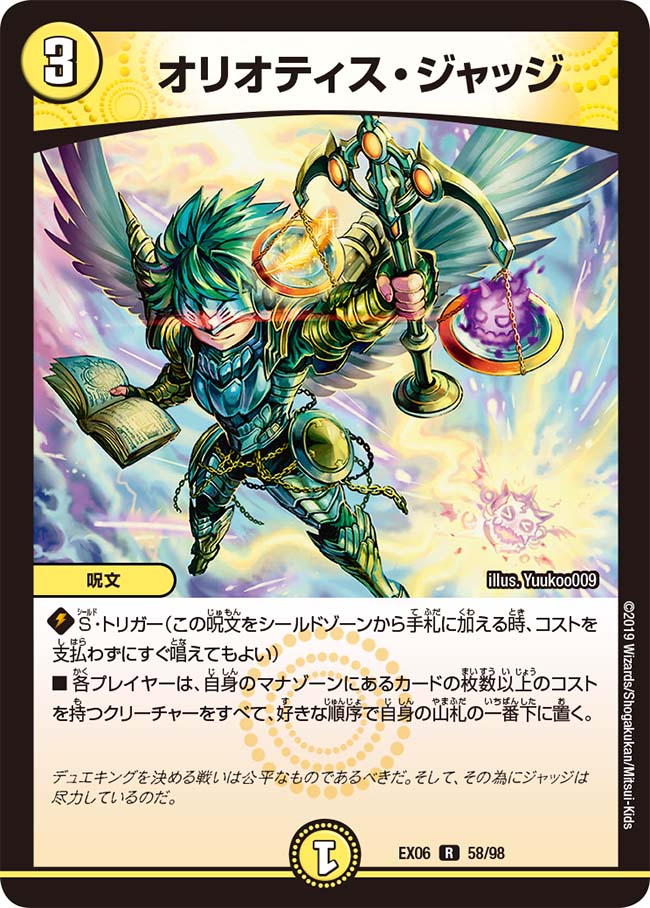 3
オリオティス・ジャッジ
呪文
illus. Yuukoo009
S・トリガー(この呪文をシールドゾーンから手札に加える時、コストを
支払わずにすぐ唱えてもよい)
■ 各プレイヤーは、自身のマナゾーンにあるカードの枚数以上のコスト
を持つクリーチャーをすべて、好きな順序で自身の山札の一番下に置く。
デュエキングを決める戦いは公平なものであるべきだ。そして、その為にジャッジは
尽力しているのだ。
©2019 Wizards/Shogakukan/Mitsui-Kids
1
EX06 R 58/98